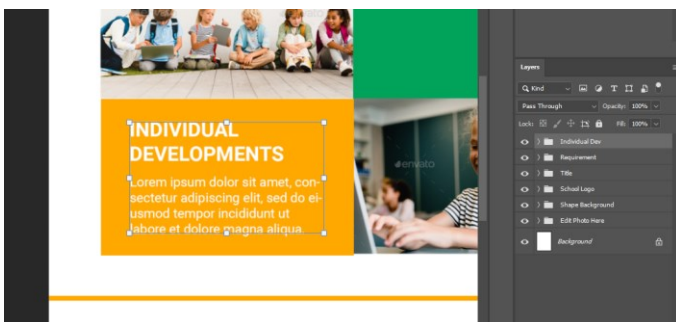 INDIVIDUAL
DEVELOPMENTS
Lorem ipsum dolor sit amet, con-
sectetur adipiscing elit, sed do ei-
usmod tempor incididunt ut
labore et dolore magna aliqua.
envato
Layers
Kind
Pass Through
Opacity: 100%
Lock:
Fill: 100%
Individual Dev
Requirement
Title
School Logo
Shape Background
Edit Photo Here
Background